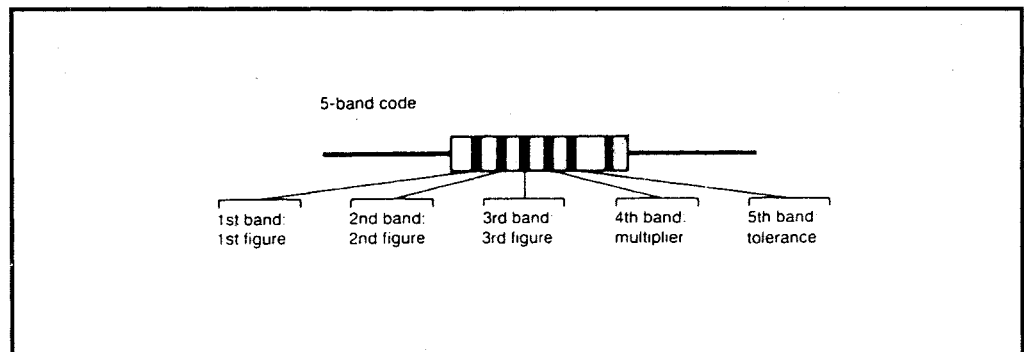 5-band code
1st band:
1st figure
2nd band:
2nd figure
3rd band:
3rd figure
4th band:
multiplier
5th band:
tolerance